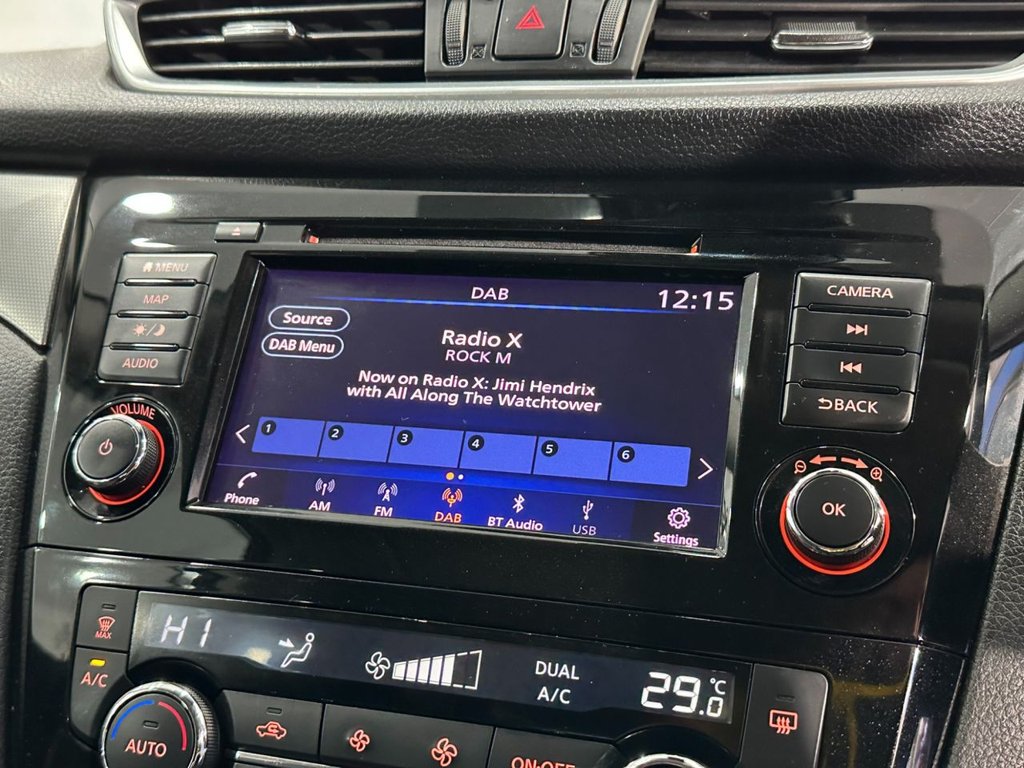 DAB
12:15
Source
DAB Menu
Radio X
ROCK M
Now on Radio X: Jimi Hendrix
with All Along The Watchtower
1 2 3 4 5 6
Phone AM FM DAB BT Audio USB Settings
MENU
MAP
AUDIO
VOLUME
CAMERA
BACK
OK
MAX
A/C
HI
DUAL
A/C
29.0 °C
AUTO
ON·OFF